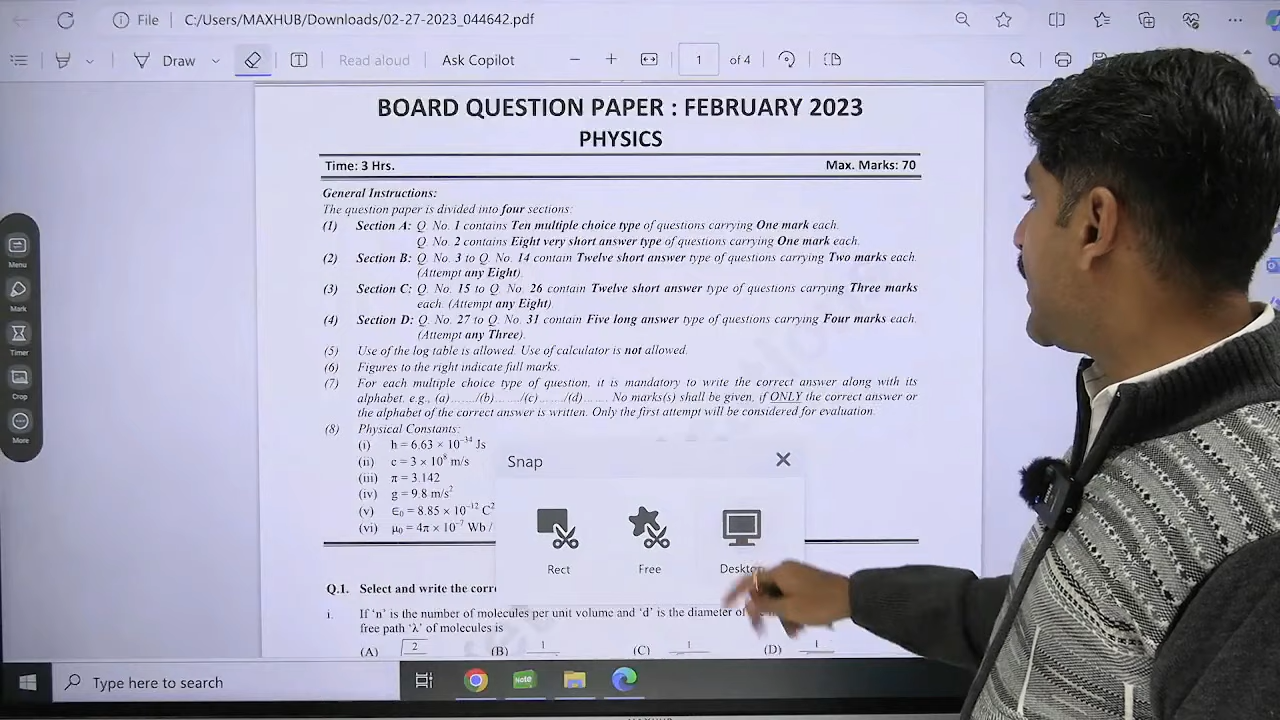 File C:/Users/MAXHUB/Downloads/02-27-2023_044642.pdf
Draw
Read aloud
Ask Copilot
1 of 4
BOARD QUESTION PAPER : FEBRUARY 2023
PHYSICS
Time: 3 Hrs. Max. Marks: 70
General Instructions:
The question paper is divided into four sections:
(1) Section A: Q. No. 1 contains Ten multiple choice type of questions carrying One mark each.
Q. No. 2 contains Eight very short answer type of questions carrying One mark each.
(2) Section B: Q. No. 3 to Q. No. 14 contain Twelve short answer type of questions carrying Two marks each.
(Attempt any Eight).
(3) Section C: Q. No. 15 to Q. No. 26 contain Twelve short answer type of questions carrying Three marks
each. (Attempt any Eight).
(4) Section D: Q. No. 27 to Q. No. 31 contain Five long answer type of questions carrying Four marks each.
(Attempt any Three).
(5) Use of the log table is allowed. Use of calculator is not allowed.
(6) Figures to the right indicate full marks.
(7) For each multiple choice type of question, it is mandatory to write the correct answer along with its
alphabet, e.g., (a)......../(b)......../(c)......../(d)........ No marks(s) shall be given, if ONLY the correct answer or
the alphabet of the correct answer is written. Only the first attempt will be considered for evaluation.
(8) Physical Constants:
(i) h = 6.63 × 10⁻³⁴ Js
(ii) c = 3 × 10⁸ m/s
(iii) π = 3.142
(iv) g = 9.8 m/s²
(v) ∈₀ = 8.85 × 10⁻¹² C²
(vi) μ₀ = 4π × 10⁻⁷ Wb /
Snap
Rect
Free
Desktop
Q.1. Select and write the corre
i. If ‘n’ is the number of molecules per unit volume and ‘d’ is the diameter of
free path ‘λ’ of molecules is
(A) 2 (B) 1 (C) 1 (D) 1
Menu
Mark
Timer
Crop
More
Type here to search
Note